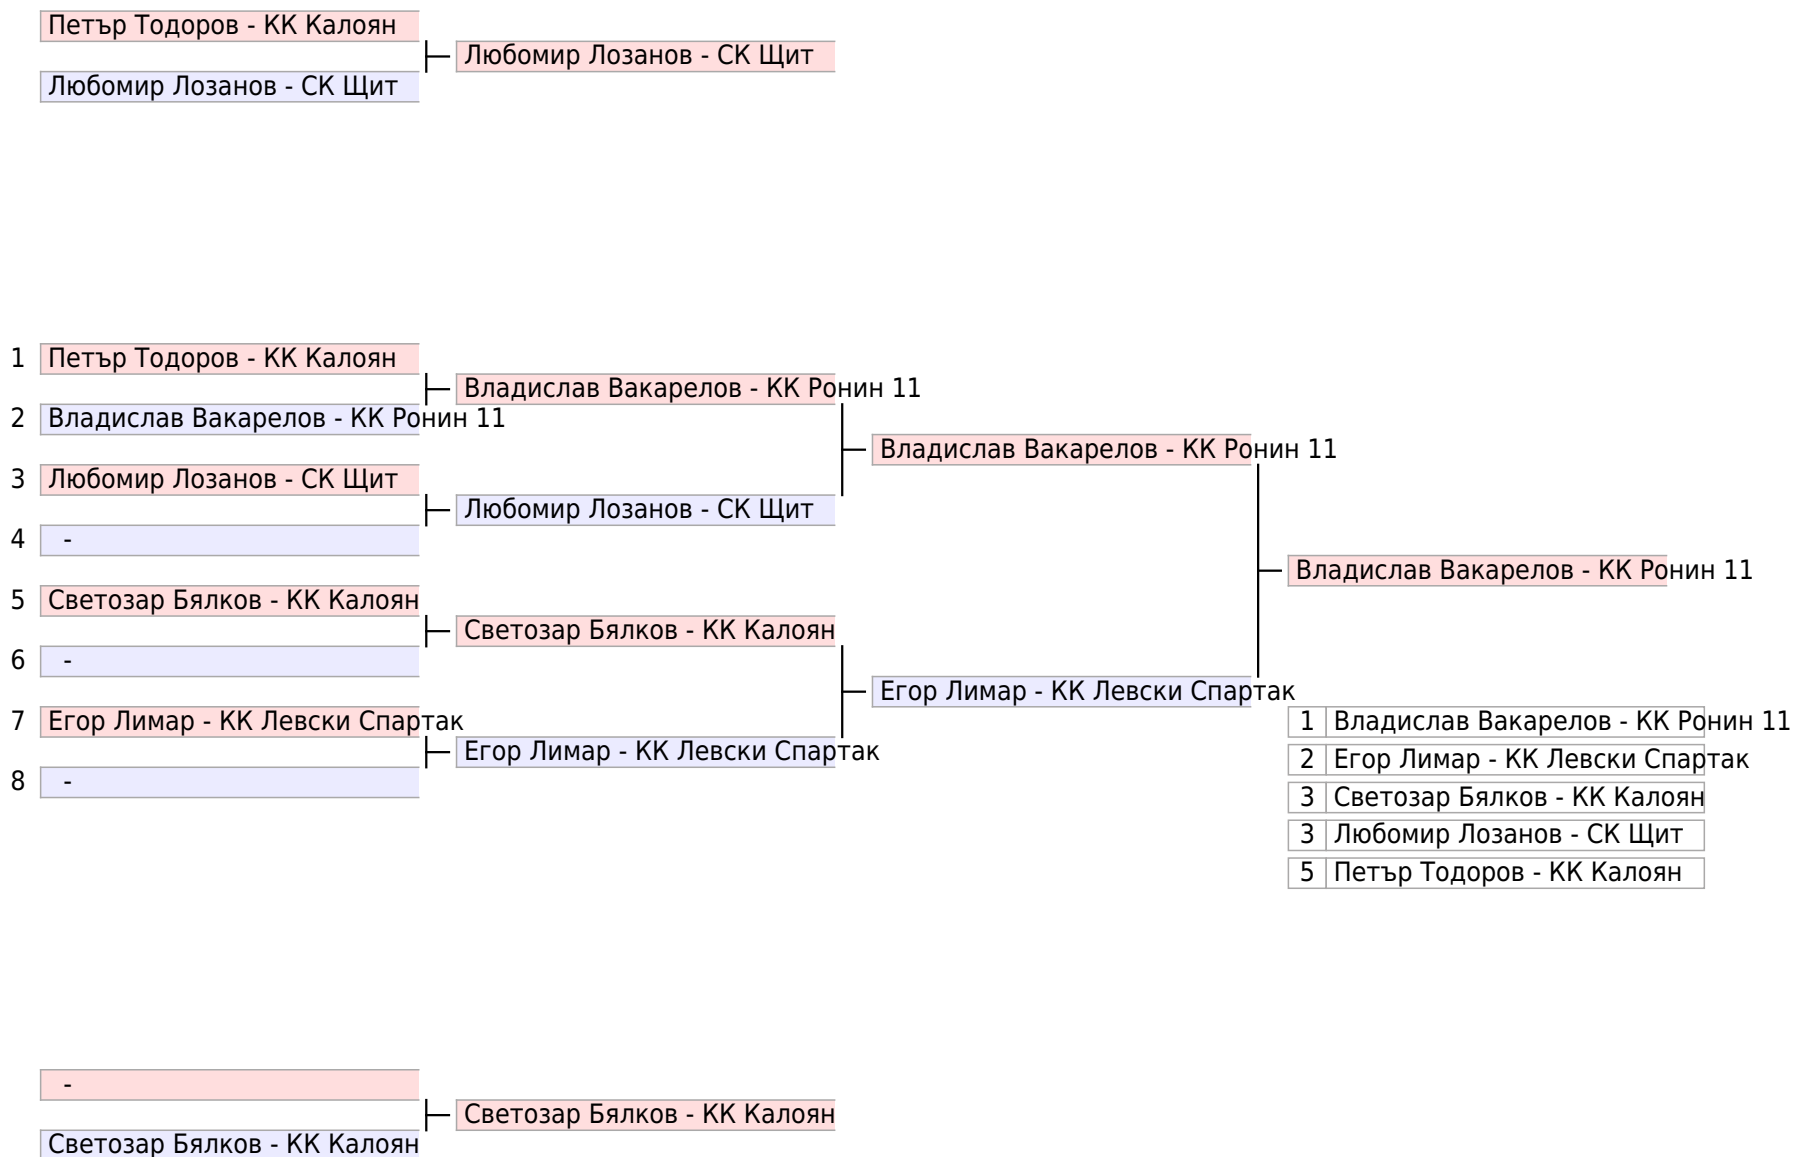 Петър Тодоров - КК Калоян
Любомир Лозанов - СК Щит
Любомир Лозанов - СК Щит
1 Петър Тодоров - КК Калоян
Владислав Вакарелов - КК Ронин 11
2 Владислав Вакарелов - КК Ронин 11
Владислав Вакарелов - КК Ронин 11
3 Любомир Лозанов - СК Щит
Любомир Лозанов - СК Щит
4 -
Владислав Вакарелов - КК Ронин 11
5 Светозар Бялков - КК Калоян
Светозар Бялков - КК Калоян
6 -
Егор Лимар - КК Левски Спартак
7 Егор Лимар - КК Левски Спартак
Егор Лимар - КК Левски Спартак
8 -
1 Владислав Вакарелов - КК Ронин 11
2 Егор Лимар - КК Левски Спартак
3 Светозар Бялков - КК Калоян
3 Любомир Лозанов - СК Щит
5 Петър Тодоров - КК Калоян
-
Светозар Бялков - КК Калоян
Светозар Бялков - КК Калоян